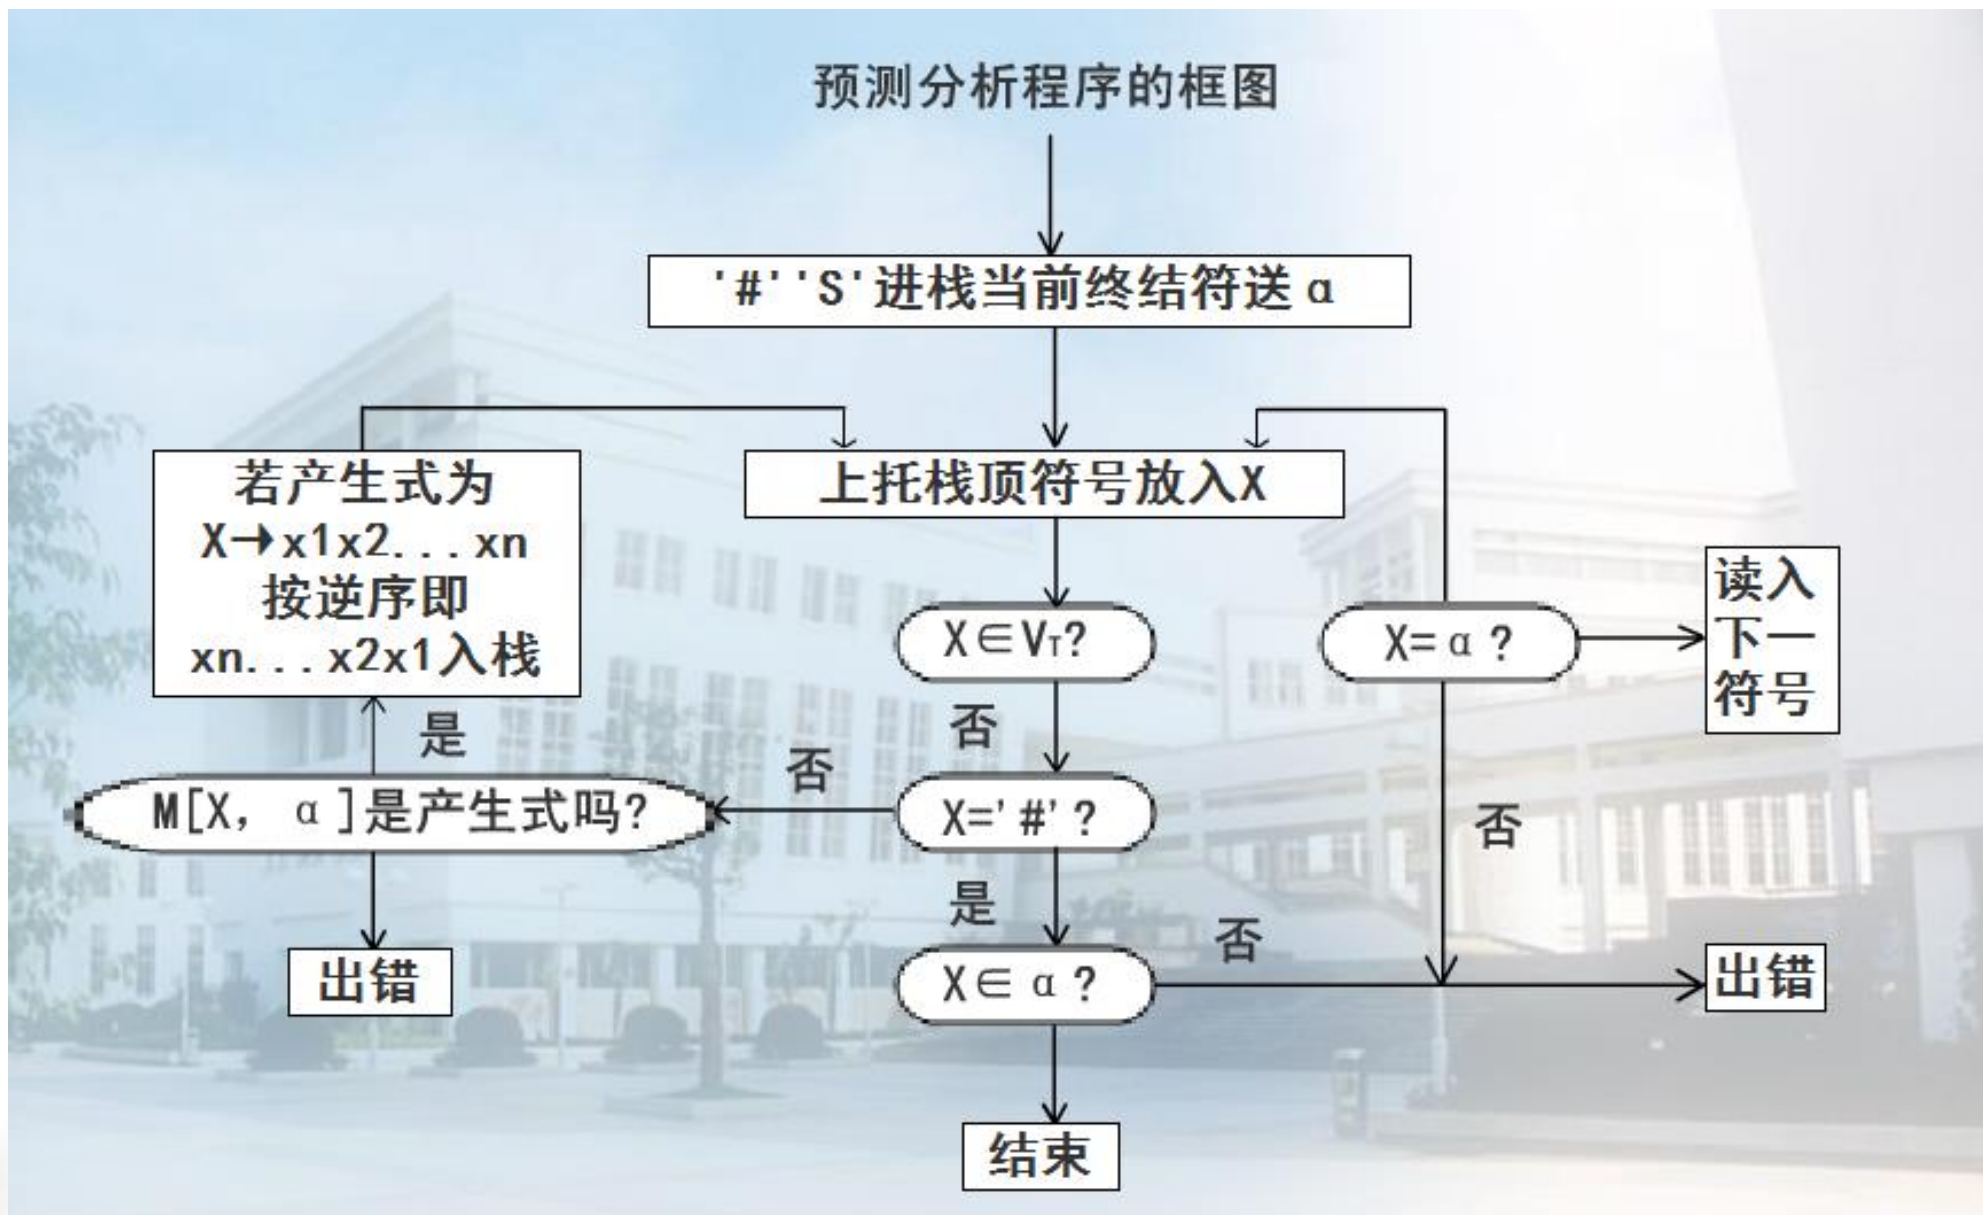 预测分析程序的框图
'#''S'进栈当前终结符送α
上托栈顶符号放入X
若产生式为
X→x1x2...xn
按逆序即
xn...x2x1入栈
X∈VT?
X=α?
读入
下一
符号
是
否
否
M[X, α]是产生式吗?
X='#'?
否
是
否
出错
X∈α?
出错
结束